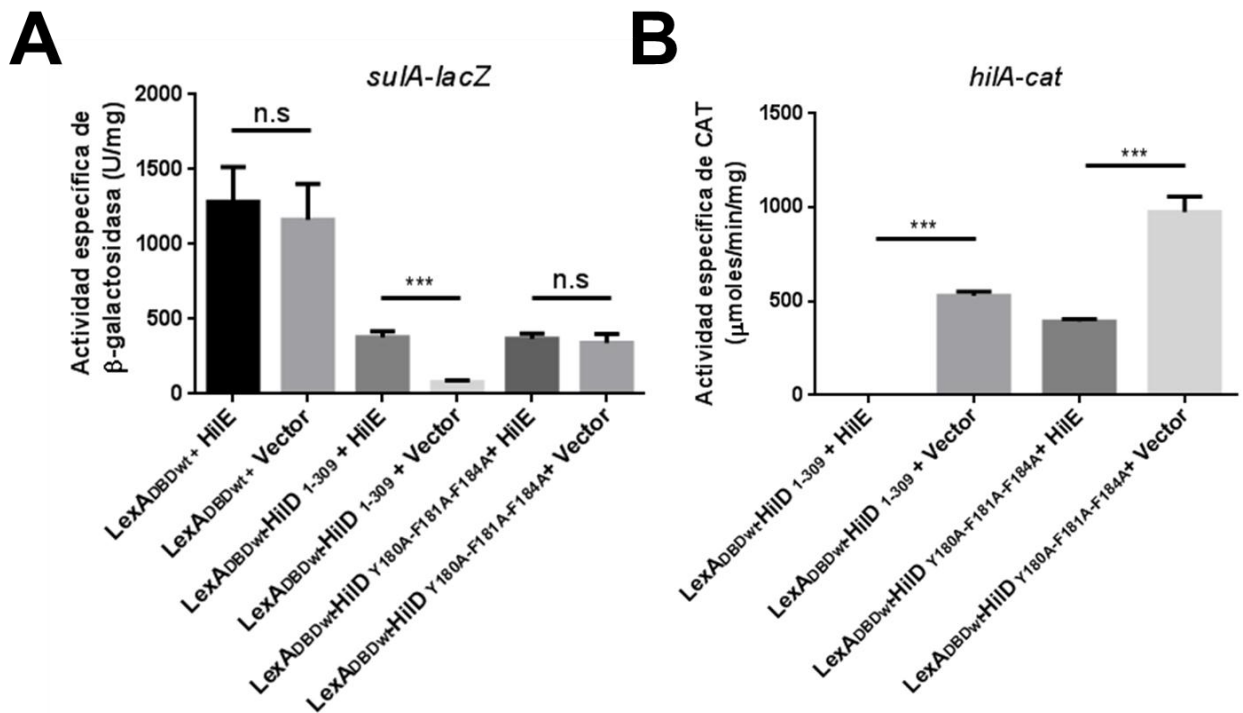 A
sulA-lacZ
Actividad específica de
β-galactosidasa (U/mg)
2000
1500
1000
500
0
n.s
***
n.s
LexADBDwt + HilE
LexADBDwt + Vector
LexADBDwt-HilD 1-309 + HilE
LexADBDwt-HilD 1-309 + Vector
LexADBDwt-HilD Y180A-F181A-F184A+ HilE
LexADBDwt-HilD Y180A-F181A-F184A+ Vector
B
hilA-cat
Actividad específica de CAT
(µmoles/min/mg)
1500
1000
500
0
***
***
LexADBDwt-HilD 1-309 + HilE
LexADBDwt-HilD 1-309 + Vector
LexADBDwt-HilD Y180A-F181A-F184A+ HilE
LexADBDwt-HilD Y180A-F181A-F184A+ Vector